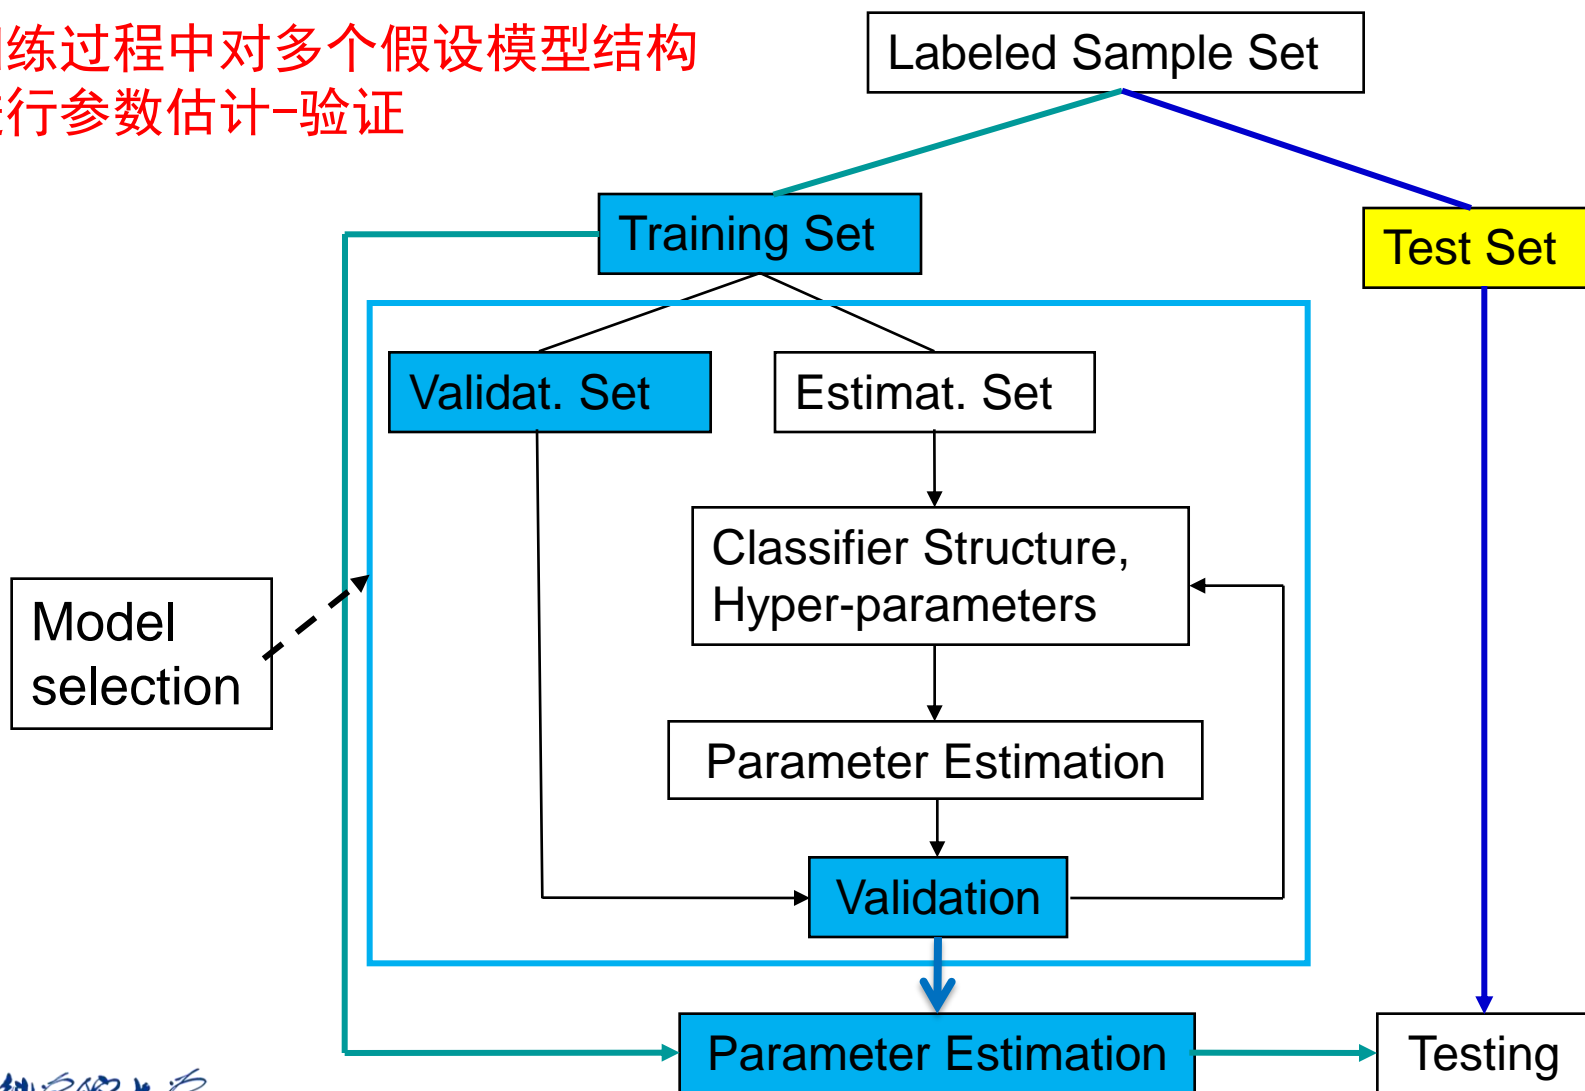 练过程中对多个假设模型结构
行参数估计-验证
Labeled Sample Set
Training Set
Test Set
Validat. Set
Estimat. Set
Classifier Structure,
Hyper-parameters
Model
selection
Parameter Estimation
Validation
Parameter Estimation
Testing